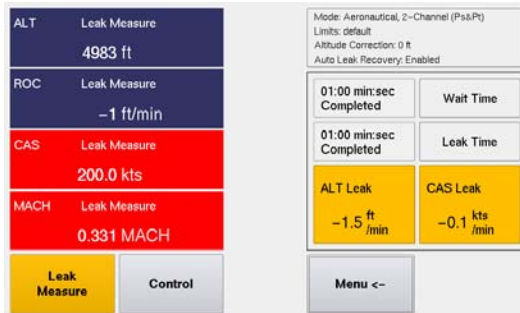 ALT Leak Measure
4983 ft
ROC Leak Measure
-1 ft/min
CAS Leak Measure
200.0 kts
MACH Leak Measure
0.331 MACH
Leak
Measure
Control
Mode: Aeronautical, 2-Channel (Ps&Pt)
Limits: default
Altitude Correction: 0 ft
Auto Leak Recovery: Enabled
01:00 min:sec
Completed
Wait Time
01:00 min:sec
Completed
Leak Time
ALT Leak
-1.5 ft/min
CAS Leak
-0.1 kts/min
Menu <-